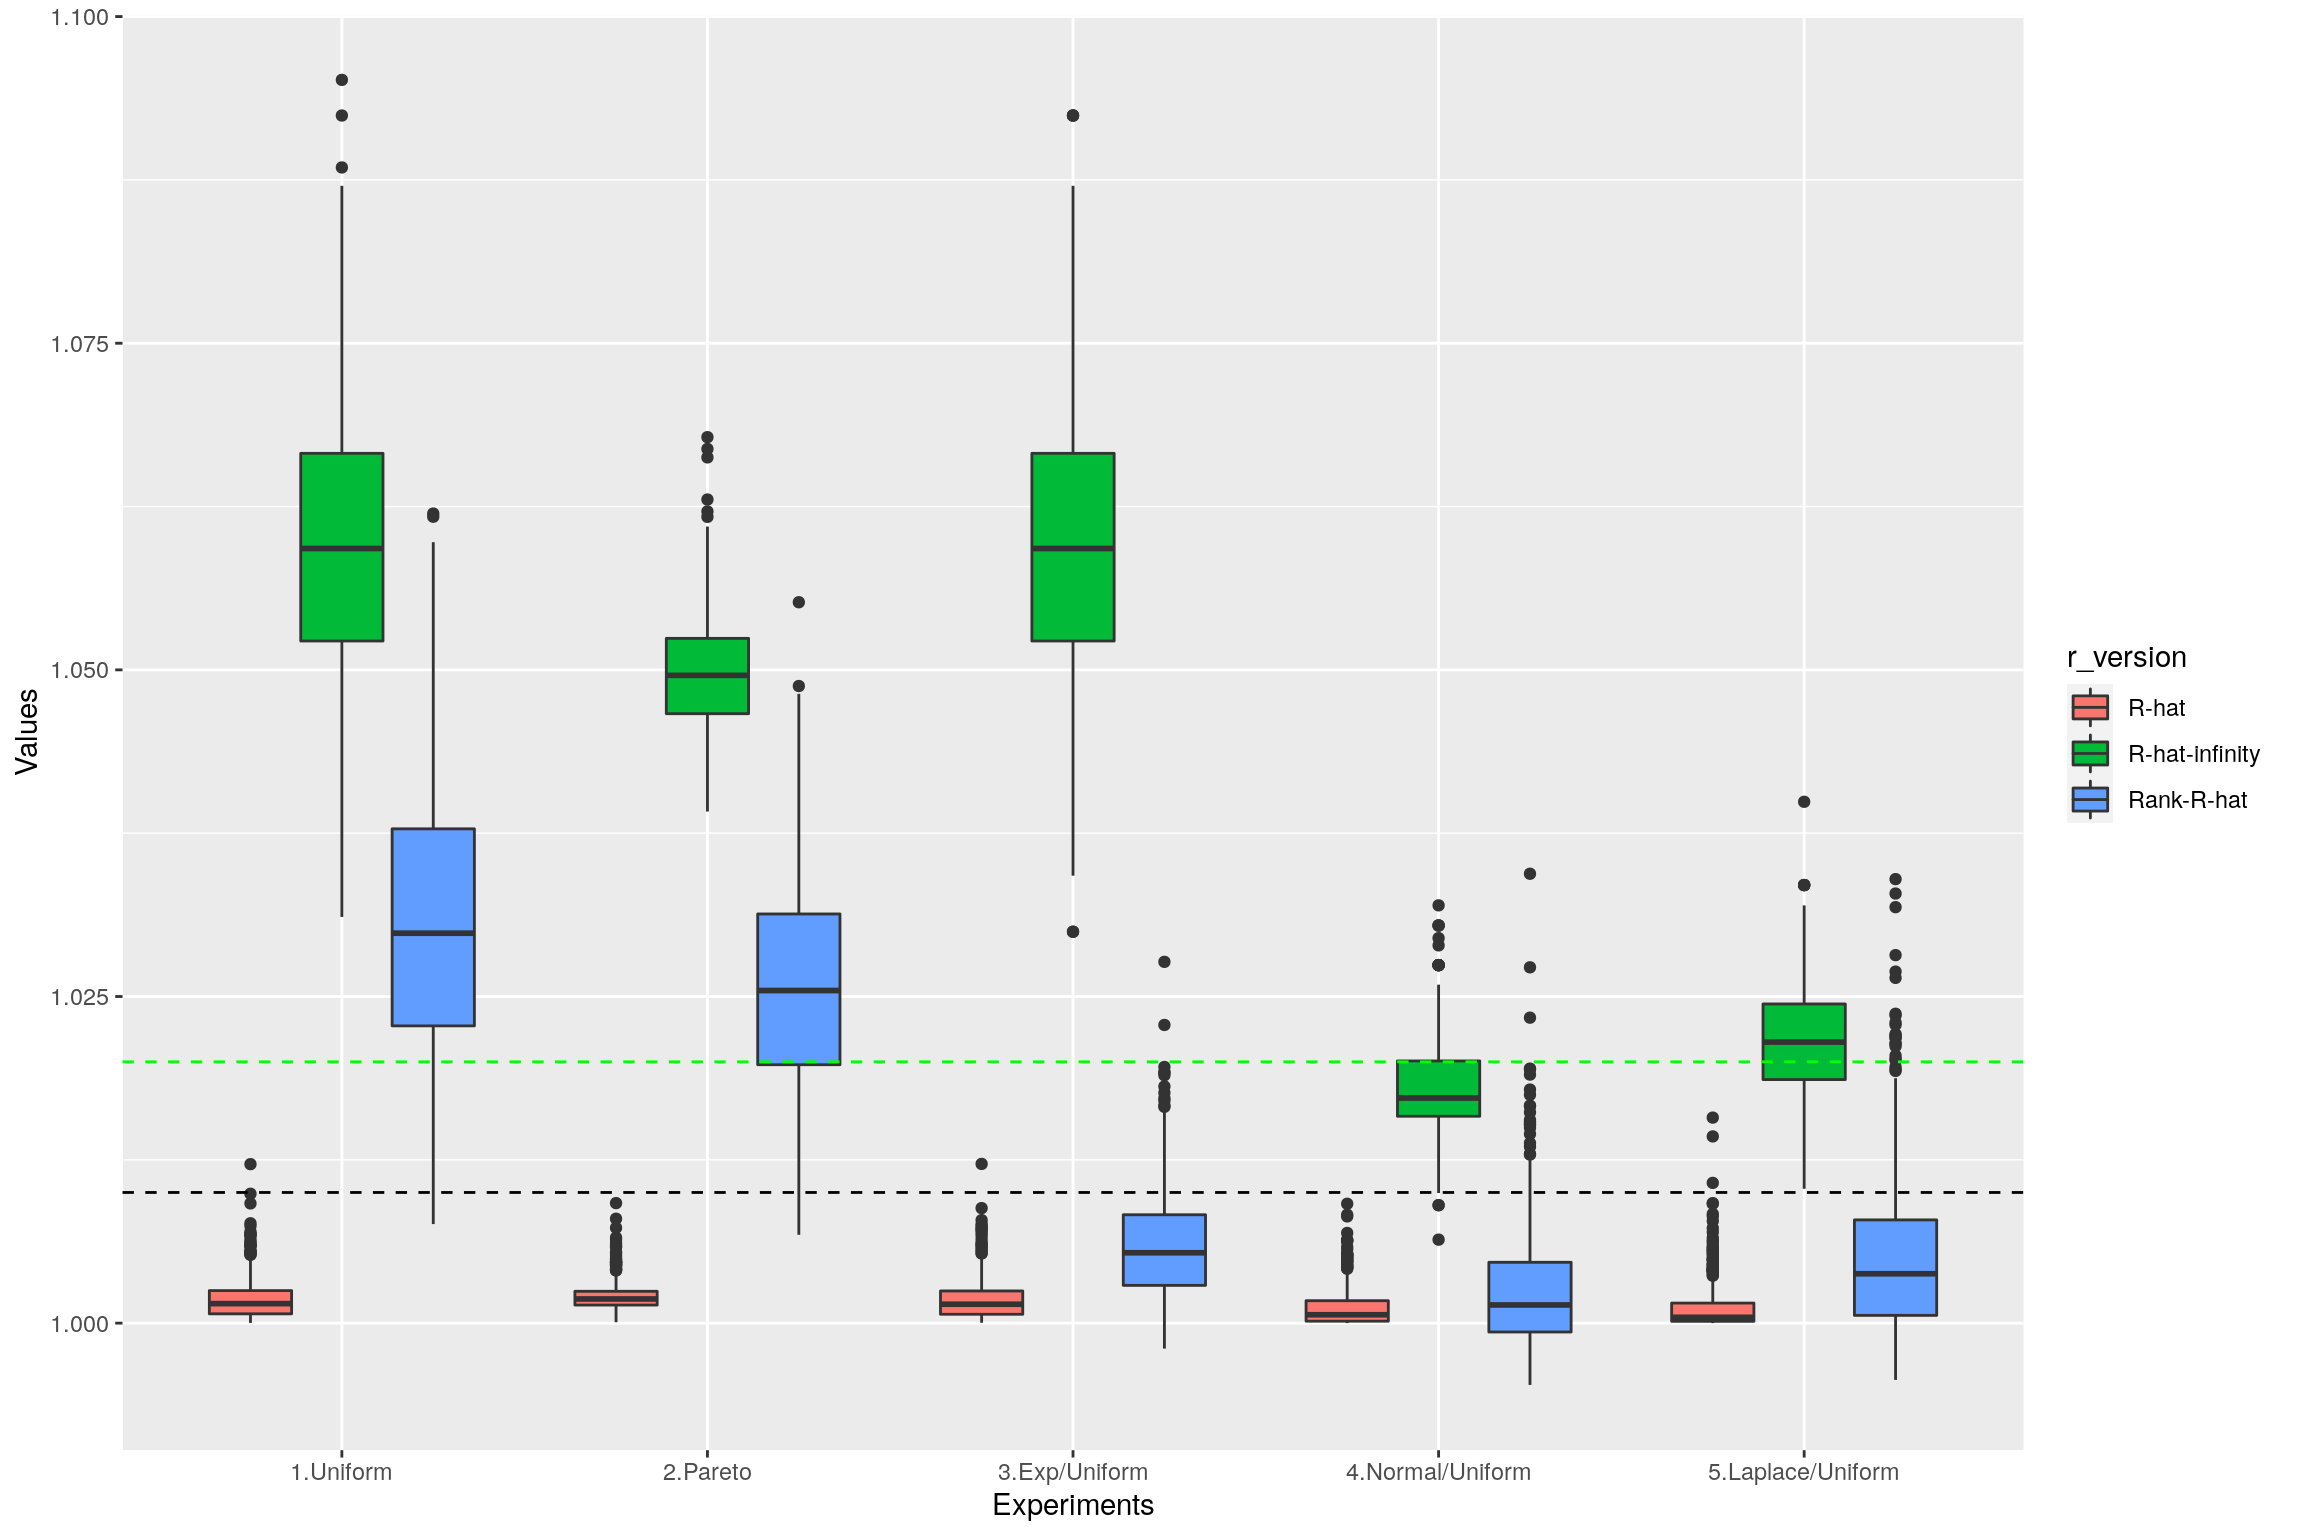 1.100
1.075
1.050
1.025
1.000
Values
1.Uniform
2.Pareto
3.Exp/Uniform
4.Normal/Uniform
5.Laplace/Uniform
Experiments
r_version
R-hat
R-hat-infinity
Rank-R-hat